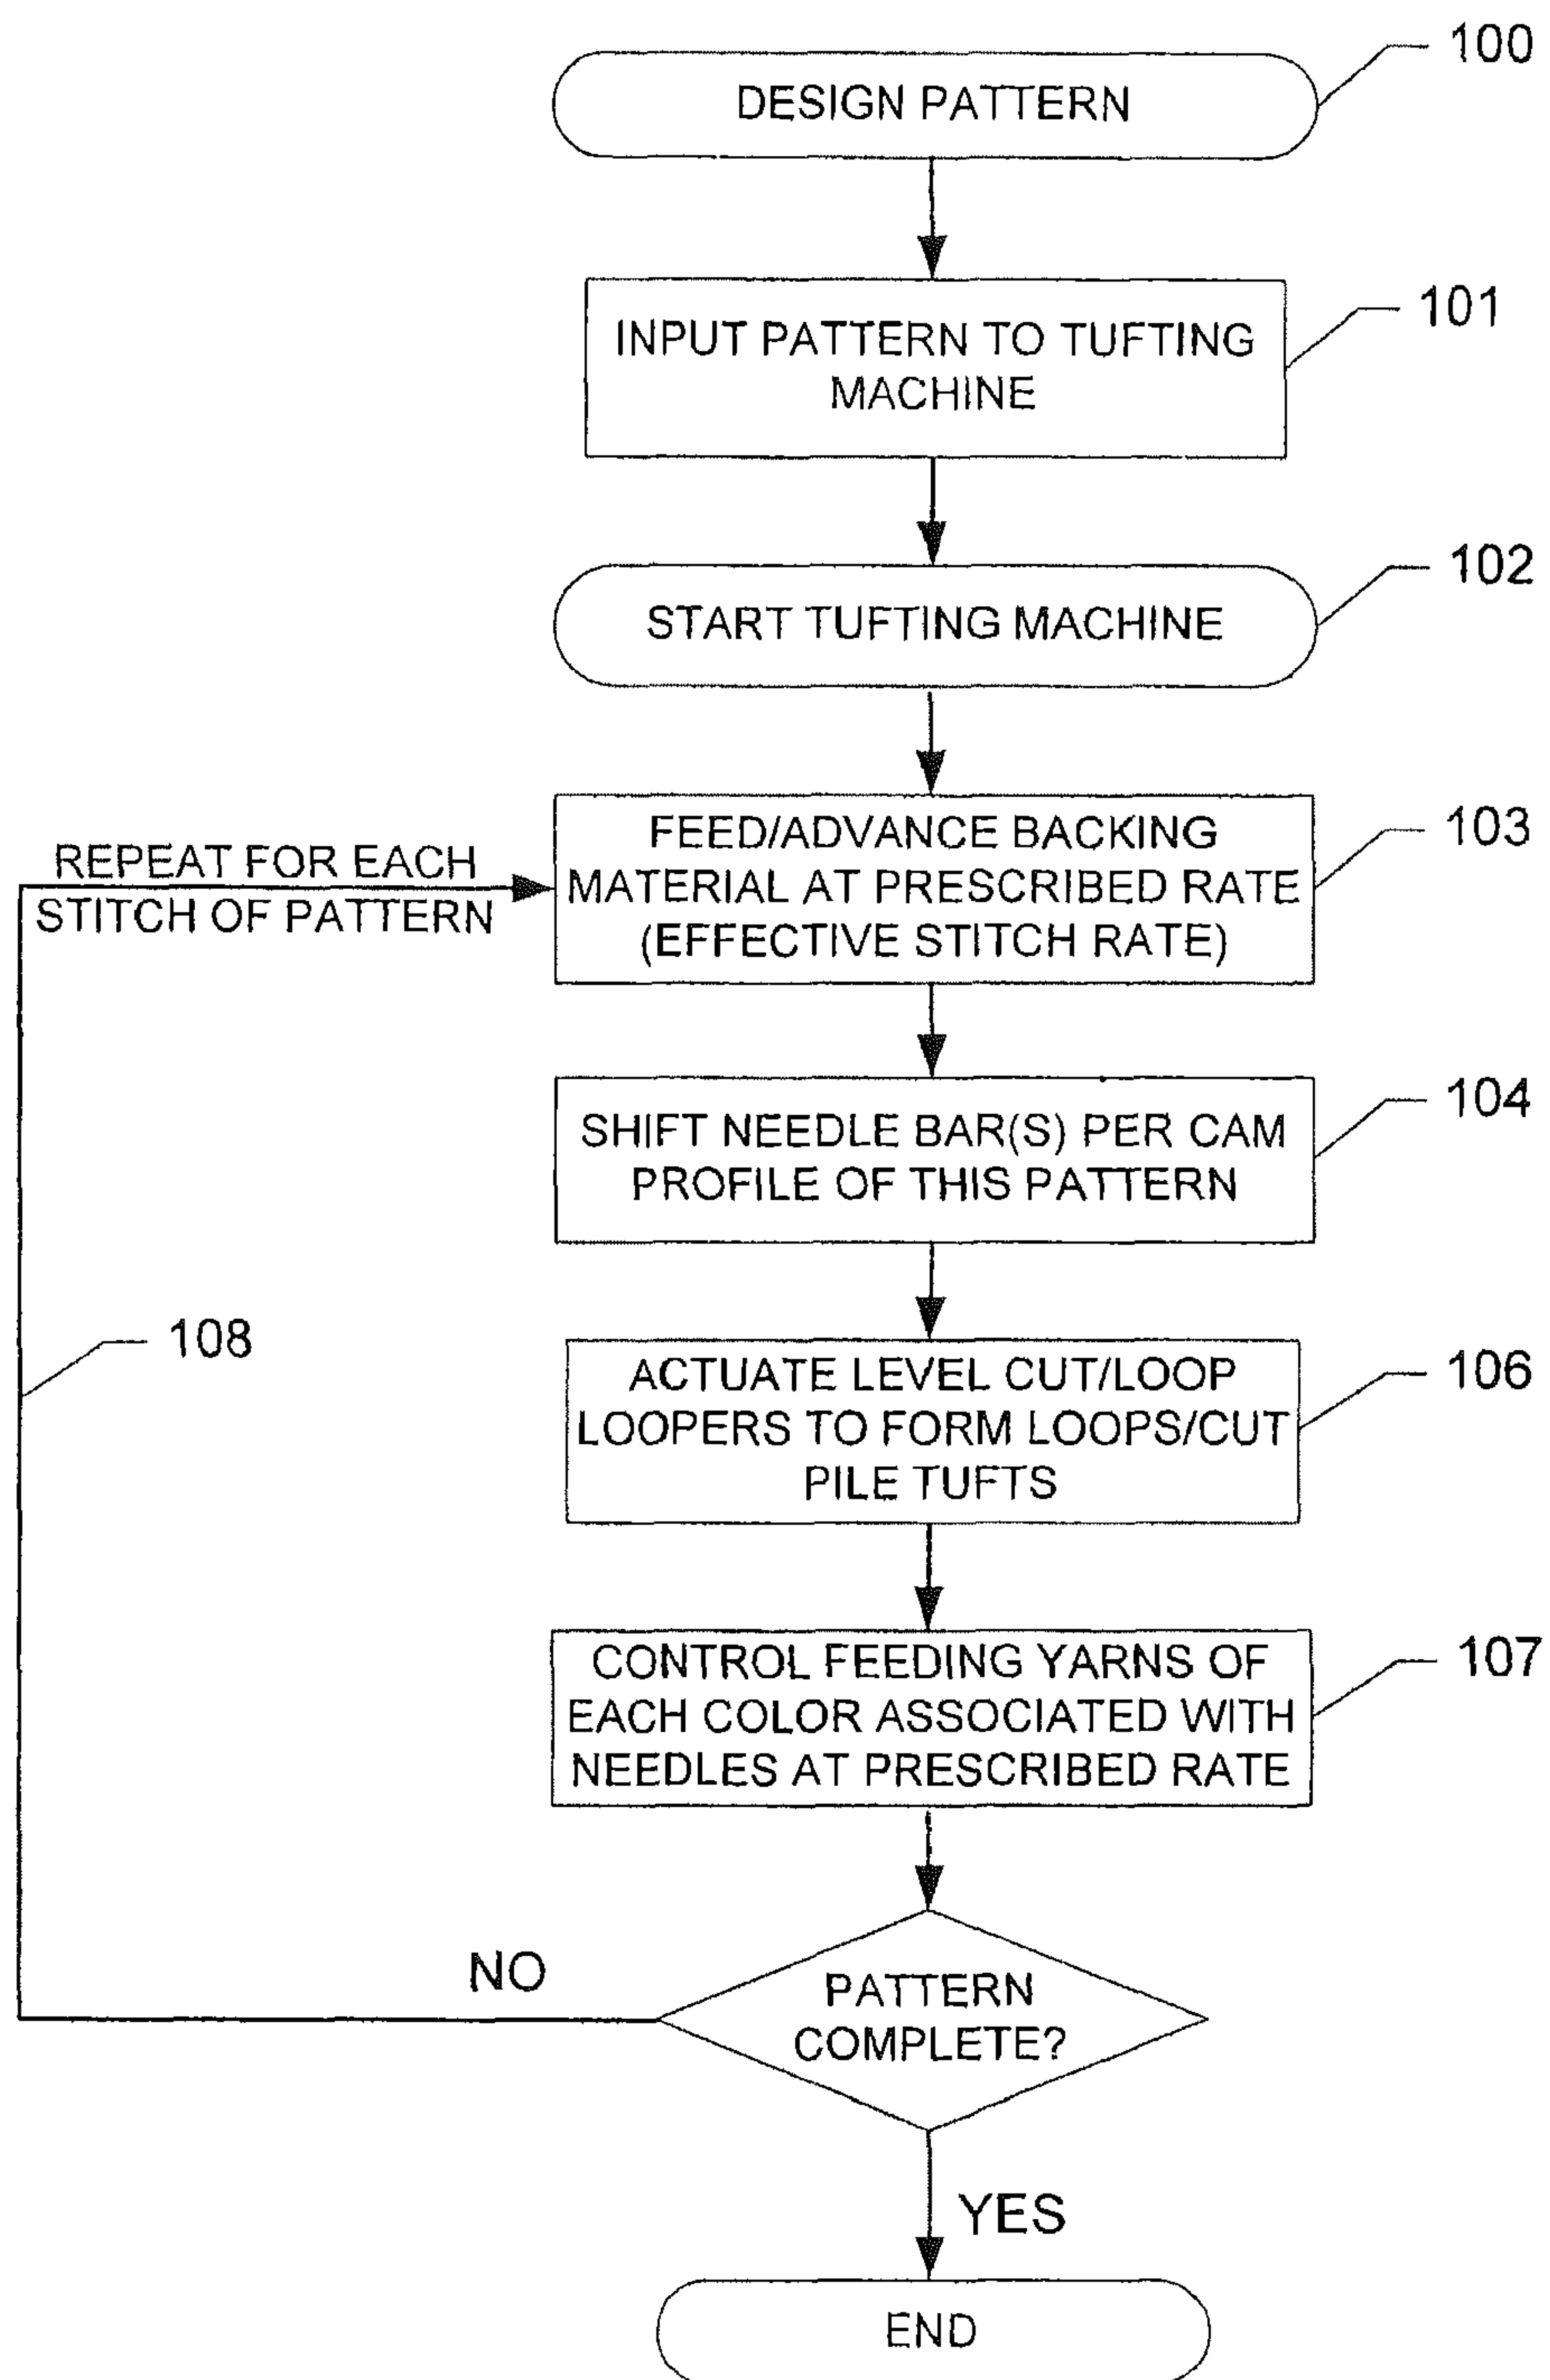 DESIGN PATTERN
100
INPUT PATTERN TO TUFTING
MACHINE
101
START TUFTING MACHINE
102
REPEAT FOR EACH
STITCH OF PATTERN
FEED/ADVANCE BACKING
MATERIAL AT PRESCRIBED RATE
(EFFECTIVE STITCH RATE)
103
SHIFT NEEDLE BAR(S) PER CAM
PROFILE OF THIS PATTERN
104
108
ACTUATE LEVEL CUT/LOOP
LOOPERS TO FORM LOOPS/CUT
PILE TUFTS
106
CONTROL FEEDING YARNS OF
EACH COLOR ASSOCIATED WITH
NEEDLES AT PRESCRIBED RATE
107
NO
PATTERN
COMPLETE?
YES
END